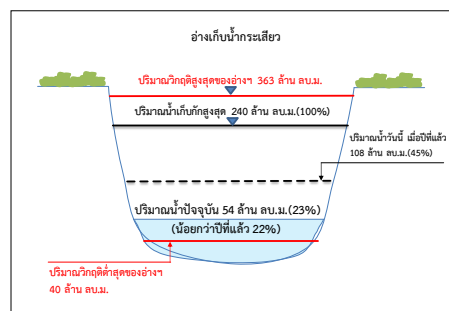 อ่างเก็บน้ำกระเสียว
ปริมาณวิกฤติสูงสุดของอ่างฯ 363 ล้าน ลบ.ม.
ปริมาณน้ำเก็บกักสูงสุด 240 ล้าน ลบ.ม.(100%)
ปริมาณน้ำวันนี้ เมื่อปีที่แล้ว
108 ล้าน ลบ.ม.(45%)
ปริมาณน้ำปัจจุบัน 54 ล้าน ลบ.ม.(23%)
(น้อยกว่าปีที่แล้ว 22%)
ปริมาณวิกฤติต่ำสุดของอ่างฯ
40 ล้าน ลบ.ม.